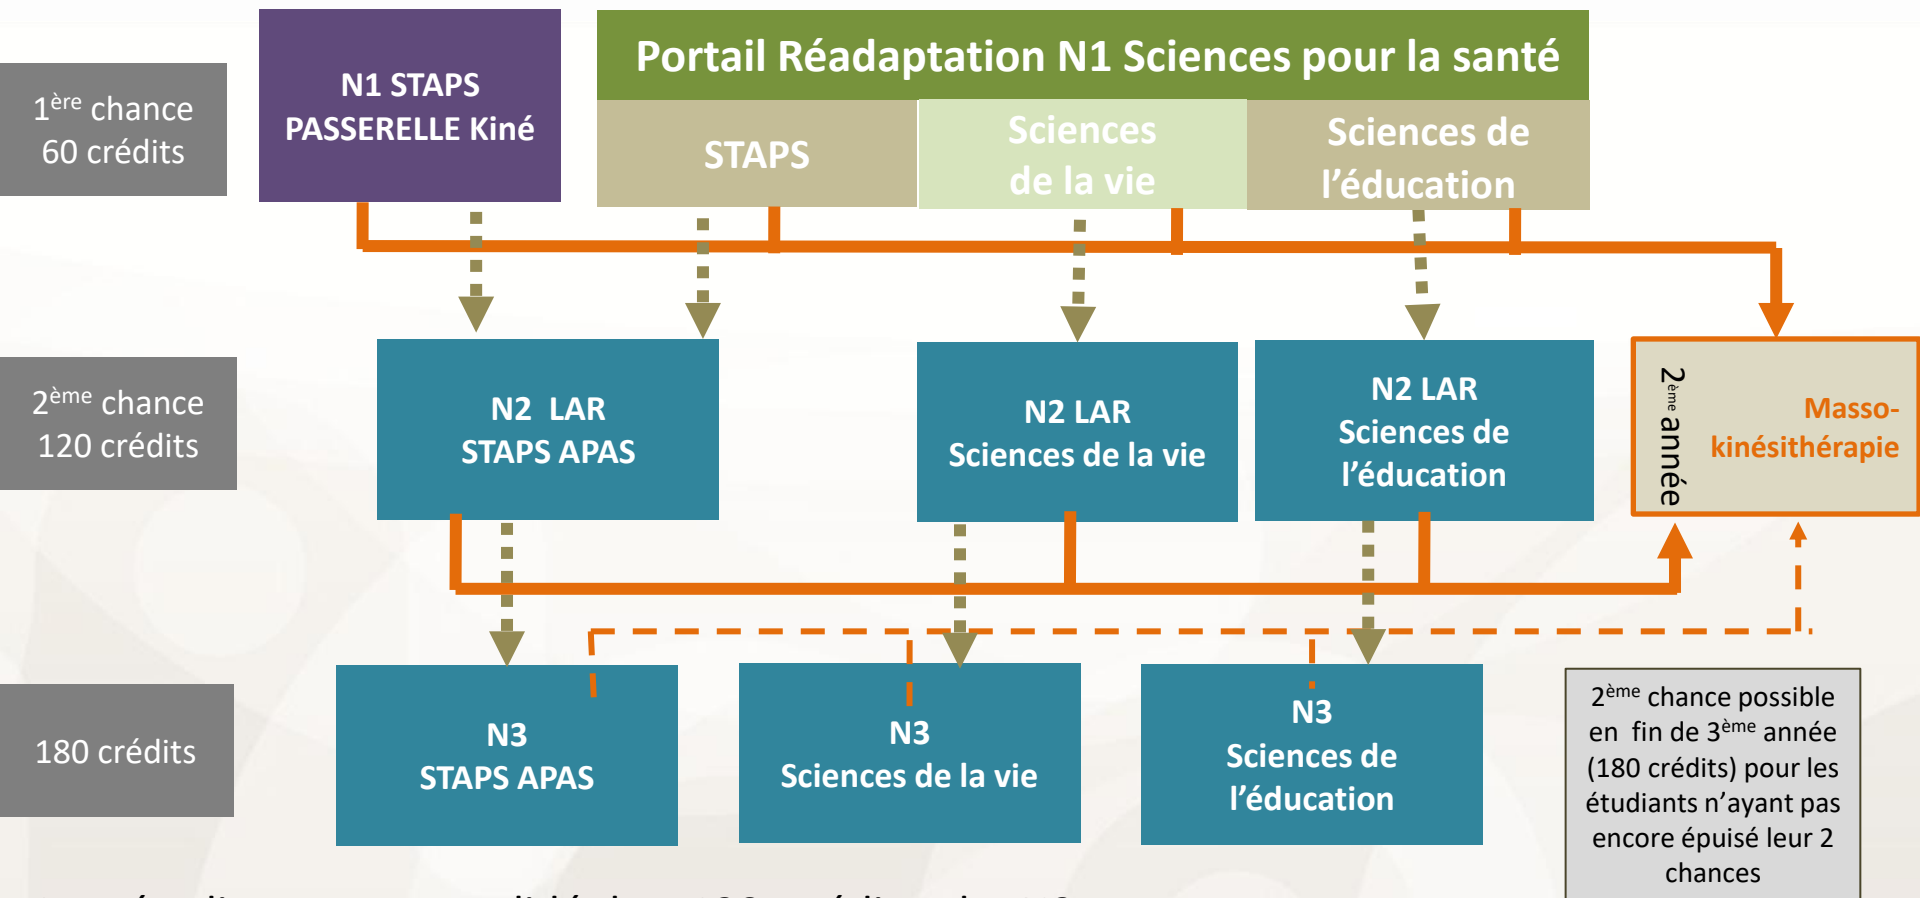 1ère chance
60 crédits
N1 STAPS
PASSERELLE Kiné
Portail Réadaptation N1 Sciences pour la santé
STAPS
Sciences
de la vie
Sciences de
l'éducation
2ème chance
120 crédits
N2 LAR
STAPS APAS
N2 LAR
Sciences de la vie
N2 LAR
Sciences de
l'éducation
2ème année
Masso-
kinésithérapie
180 crédits
N3
STAPS APAS
N3
Sciences de la vie
N3
Sciences de
l'éducation
2ème chance possible
en fin de 3ème année
(180 crédits) pour les
étudiants n'ayant pas
encore épuisé leur 2
chances